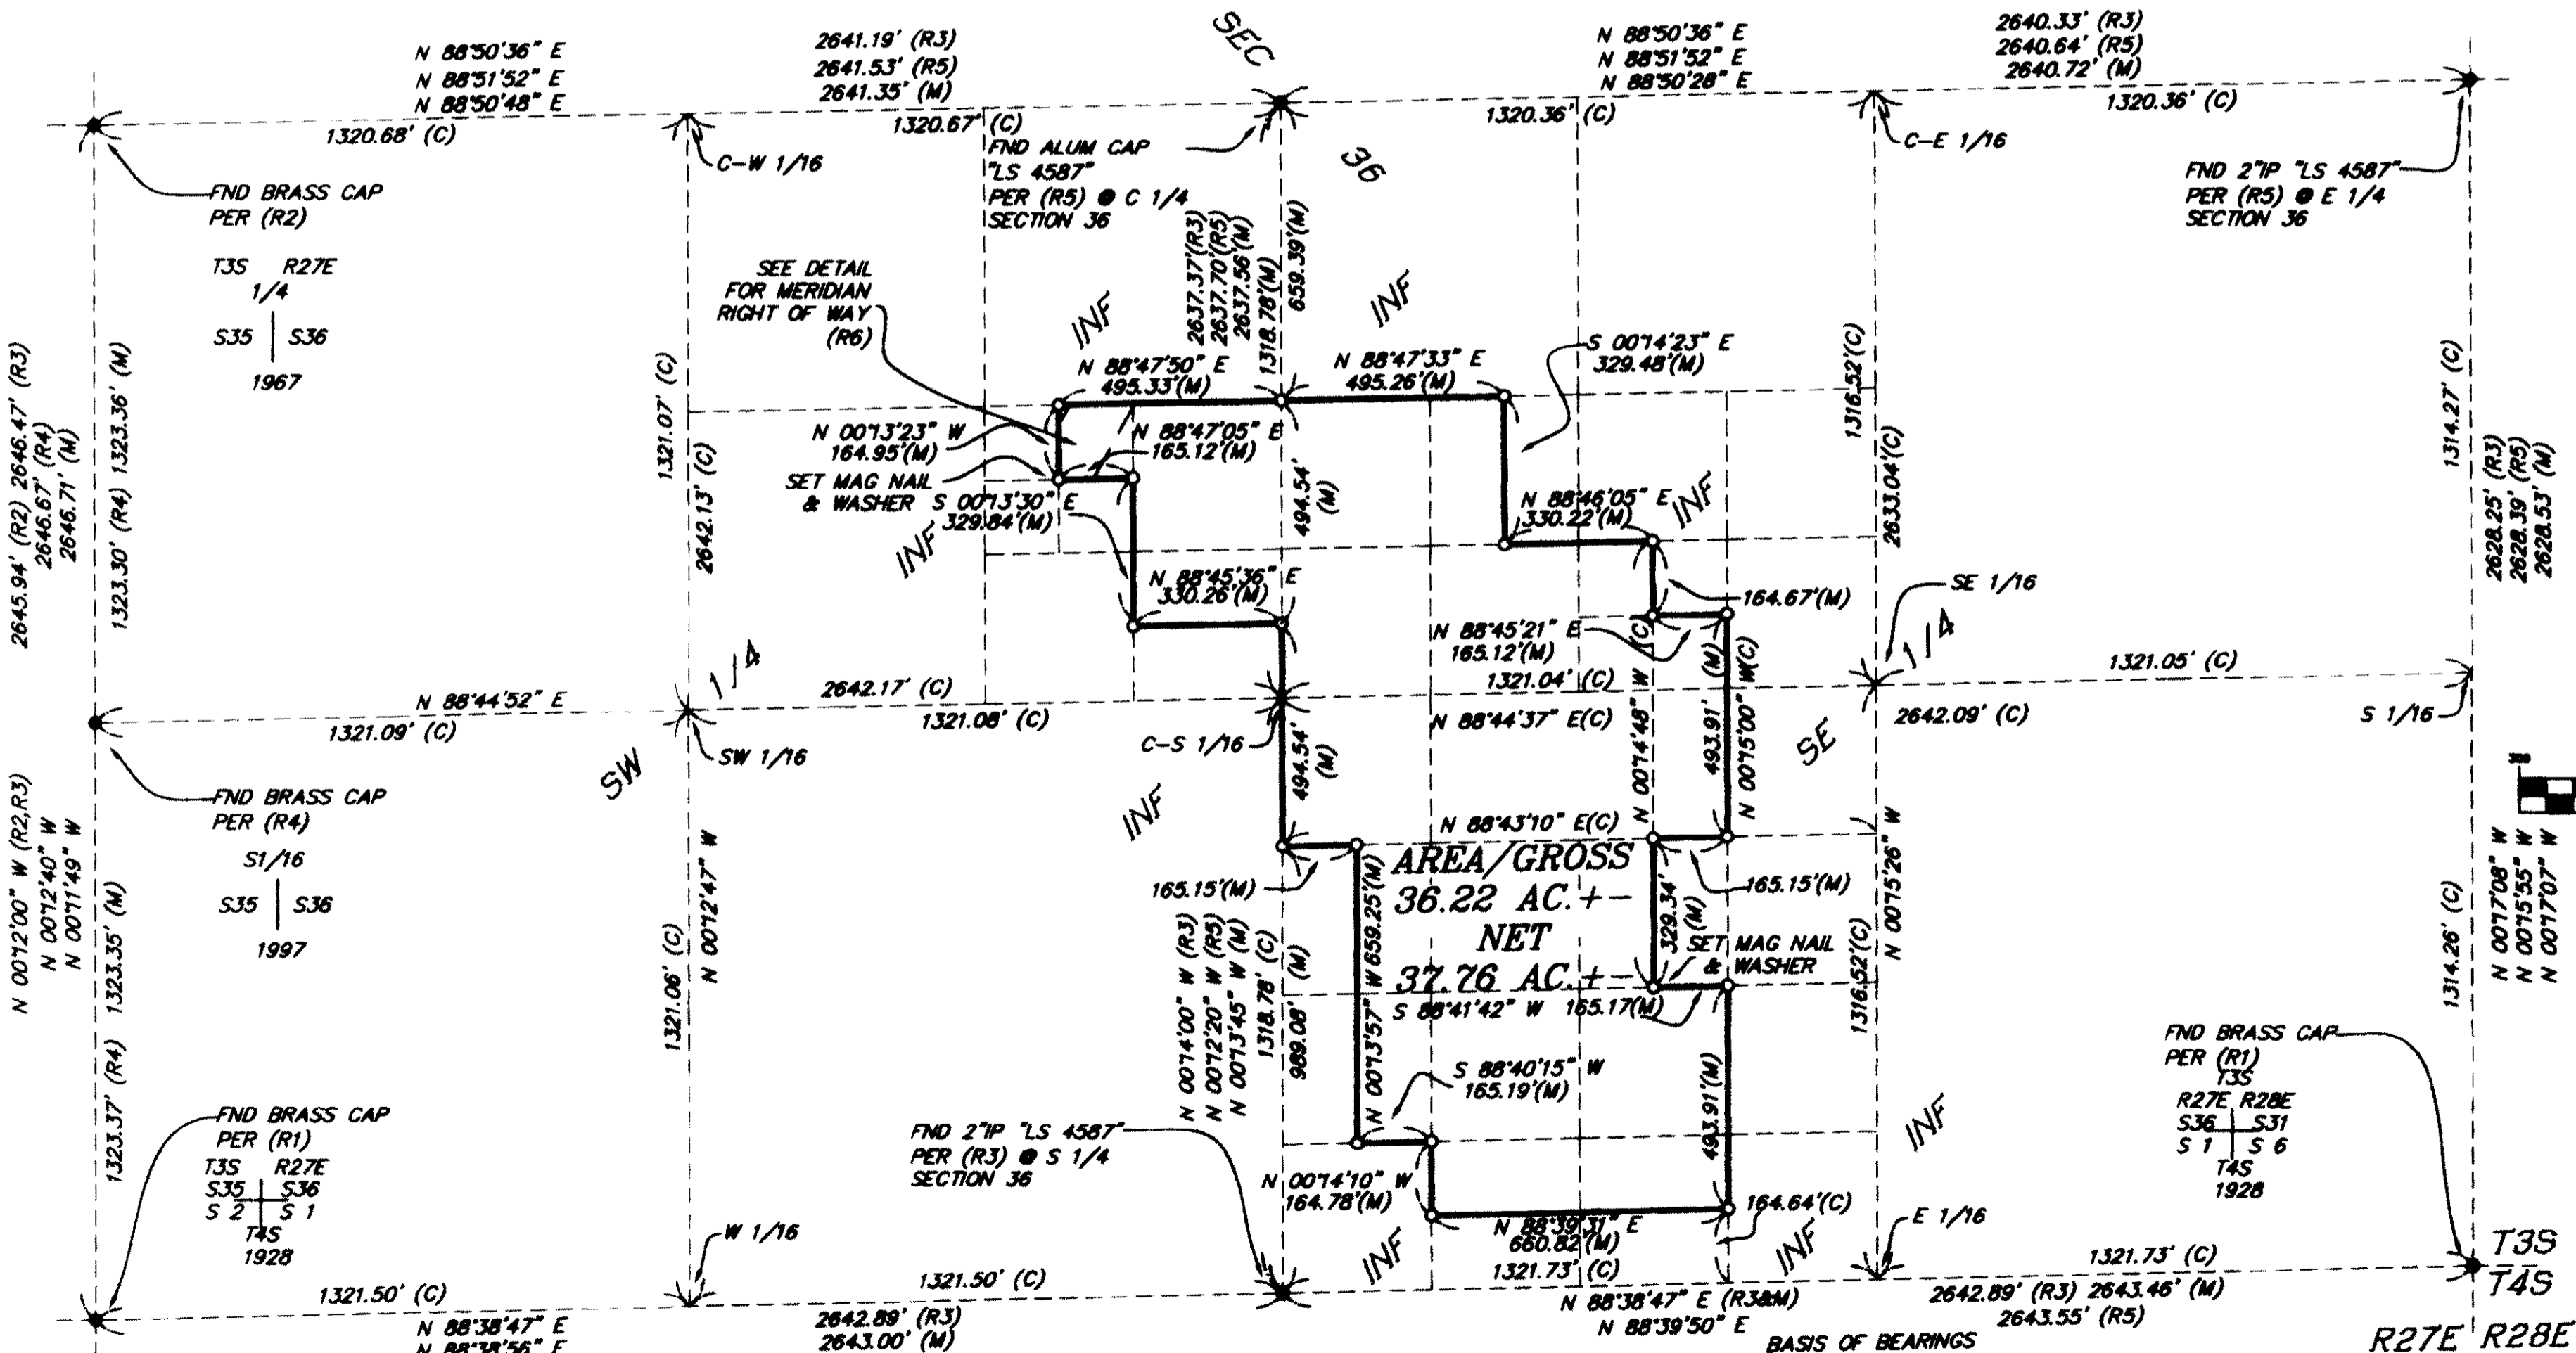 N 88°50'36" E
N 88°51'52" E
N 88°50'48" E
2641.19' (R3)
2641.53' (R5)
2641.35' (M)
SEC
36
N 88°50'36" E
N 88°51'52" E
N 88°50'28" E
2640.33' (R3)
2640.64' (R5)
2640.72' (M)
1320.68' (C)
1320.67' (C)
1320.36' (C)
1320.36' (C)
C-W 1/16
C-E 1/16
FND ALUM CAP
"LS 4587"
PER (R5) @ C 1/4
SECTION 36
FND 2"IP "LS 4587"
PER (R5) @ E 1/4
SECTION 36
FND BRASS CAP
PER (R2)
T3S R27E
1/4
S35 S36
1967
SEE DETAIL
FOR MERIDIAN
RIGHT OF WAY
(R6)
INF
INF
2637.37'(R3)
2637.70'(R5)
2637.56'(M)
1318.78'(M)
659.39'(M)
2645.94' (R2) 2646.47' (R3)
2646.67' (R4)
2646.71' (M)
1323.30' (R4) 1323.36' (M)
1321.07' (C)
2642.13' (C)
N 88°47'50" E
495.33'(M)
N 88°47'33" E
495.26'(M)
S 00°14'23" E
329.48'(M)
1316.52'(C)
2633.04'(C)
1314.27' (C)
2628.25' (R3)
2628.39' (R5)
2628.53' (M)
N 00°13'23" W
164.95'(M)
N 88°47'05" E
165.12'(M)
SET MAG NAIL
& WASHER
S 00°13'30" E
329.84'(M)
INF
494.54'
(M)
N 88°46'05" E
330.22'(M)
INF
N 88°45'36" E
330.26'(M)
164.67'(M)
SE 1/16
N 88°45'21" E
165.12'(M)
1/4
1/4
N 88°44'52" E
1321.09' (C)
2642.17' (C)
1321.08' (C)
1321.04' (C)
N 88°44'37" E(C)
1321.05' (C)
2642.09' (C)
S 1/16
SW 1/16
C-S 1/16
SW
SE
N 00°14'48" W (C)
493.91' (M)
N 00°15'00" W(C)
494.54'
(M)
INF
300
FND BRASS CAP
PER (R4)
S1/16
S35 S36
1997
N 00°12'00" W (R2,R3)
N 00°12'40" W
N 00°11'49" W
1323.37' (R4) 1323.35' (M)
1321.06' (C)
N 00°12'47" W
N 88°43'10" E(C)
AREA/GROSS
36.22 AC.+-
NET
37.76 AC.+-
165.15'(M)
165.15'(M)
N 00°14'00" W (R3)
N 00°12'20" W (R5)
N 00°13'45" W (M)
1318.78' (C)
989.08' (M)
N 00°13'57" W 659.25'(M)
329.34'
(M)
SET MAG NAIL
& WASHER
S 88°41'42" W 165.17(M)
1316.52'(C)
N 00°15'26" W
1314.26' (C)
N 00°17'08" W
N 00°15'55" W
N 00°17'07" W
S 88°40'15" W
165.19'(M)
493.91'(M)
FND BRASS CAP
PER (R1)
T3S
R27E R28E
S36 S31
S 1 S 6
T4S
1928
FND BRASS CAP
PER (R1)
T3S R27E
S35 S36
S 2 S 1
T4S
1928
FND 2"IP "LS 4587"
PER (R3) @ S 1/4
SECTION 36
INF
N 00°14'10" W
164.78'(M)
N 88°39'31" E
660.82'(M)
164.64'(C)
W 1/16
E 1/16
INF
INF
1321.50' (C)
1321.50' (C)
1321.73' (C)
1321.73' (C)
T3S
T4S
N 88°38'47" E
N 88°38'56" E
2642.89' (R3)
2643.00' (M)
N 88°38'47" E (R3&M)
N 88°39'50" E
BASIS OF BEARINGS
2642.89' (R3) 2643.46' (M)
2643.55' (R5)
R27E R28E